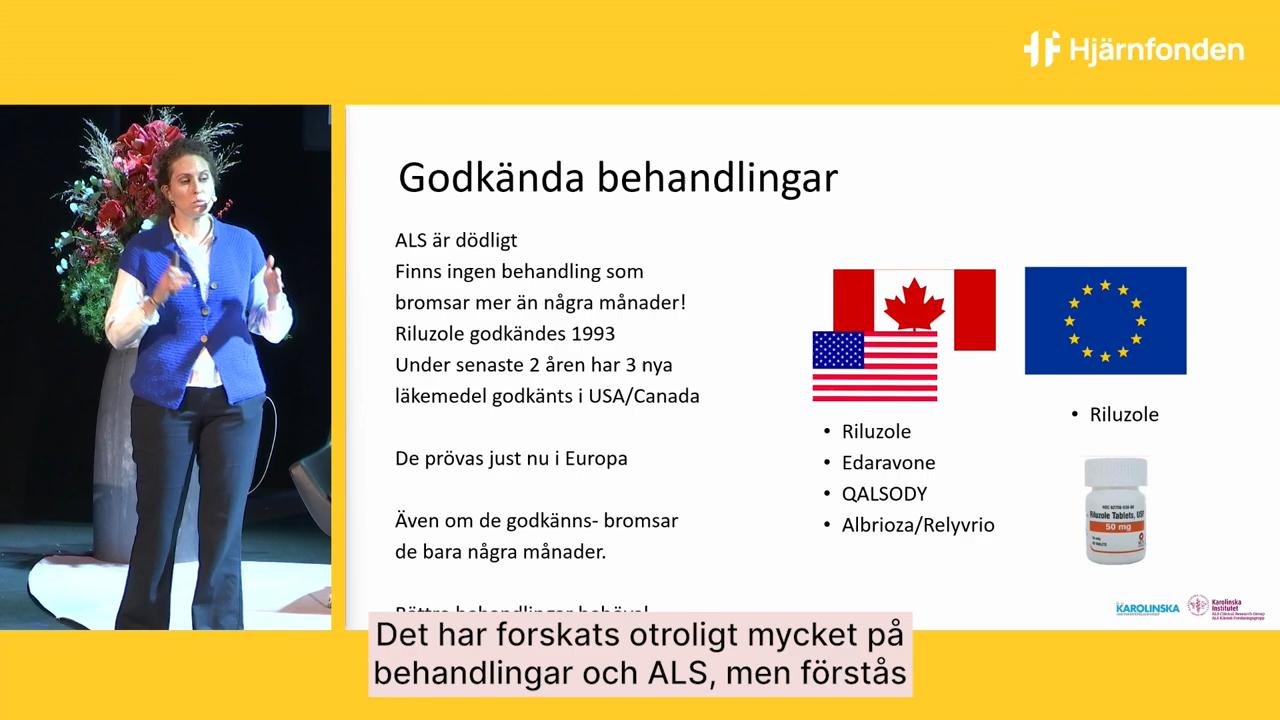 Hjärnfonden
Godkända behandlingar
ALS är dödligt
Finns ingen behandling som
bromsar mer än några månader!
Riluzole godkändes 1993
Under senaste 2 åren har 3 nya
läkemedel godkänts i USA/Canada
De prövas just nu i Europa
Även om de godkänns- bromsar
de bara några månader.
• Riluzole
• Edaravone
• QALSODY
• Albrioza/Relyvrio
• Riluzole
Riluzole Tablets, USP
50 mg
KAROLINSKA
Karolinska
Institutet
Det har forskats otroligt mycket på
behandlingar och ALS, men förstås